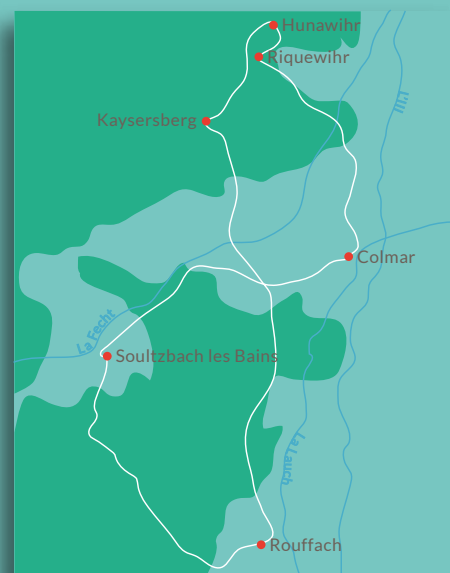 Hunawihr
Riquewihr
L'Ill
Kaysersberg
Colmar
La Fecht
Soultzbach les Bains
La Lauch
Rouffach